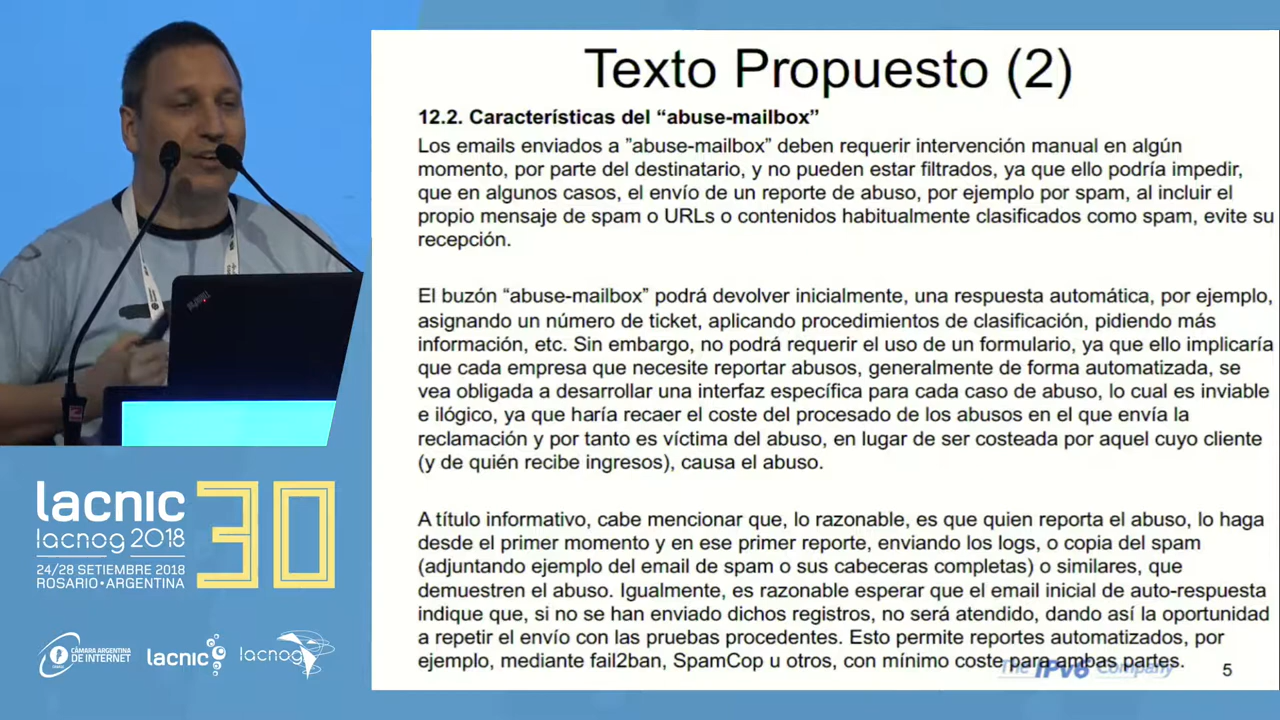 Texto Propuesto (2)
12.2. Características del “abuse-mailbox”
Los emails enviados a ”abuse-mailbox” deben requerir intervención manual en algún
momento, por parte del destinatario, y no pueden estar filtrados, ya que ello podría impedir,
que en algunos casos, el envío de un reporte de abuso, por ejemplo por spam, al incluir el
propio mensaje de spam o URLs o contenidos habitualmente clasificados como spam, evite su
recepción.
El buzón “abuse-mailbox” podrá devolver inicialmente, una respuesta automática, por ejemplo,
asignando un número de ticket, aplicando procedimientos de clasificación, pidiendo más
información, etc. Sin embargo, no podrá requerir el uso de un formulario, ya que ello implicaría
que cada empresa que necesite reportar abusos, generalmente de forma automatizada, se
vea obligada a desarrollar una interfaz específica para cada caso de abuso, lo cual es inviable
e ilógico, ya que haría recaer el coste del procesado de los abusos en el que envía la
reclamación y por tanto es víctima del abuso, en lugar de ser costeada por aquel cuyo cliente
(y de quién recibe ingresos), causa el abuso.
A título informativo, cabe mencionar que, lo razonable, es que quien reporta el abuso, lo haga
desde el primer momento y en ese primer reporte, enviando los logs, o copia del spam
(adjuntando ejemplo del email de spam o sus cabeceras completas) o similares, que
demuestren el abuso. Igualmente, es razonable esperar que el email inicial de auto-respuesta
indique que, si no se han enviado dichos registros, no será atendido, dando así la oportunidad
a repetir el envío con las pruebas procedentes. Esto permite reportes automatizados, por
ejemplo, mediante fail2ban, SpamCop u otros, con mínimo coste para ambas partes.
The IPv6 Company
5
lacnic 30
lacnog 2018
24/28 SETIEMBRE 2018
ROSARIO•ARGENTINA
CÁMARA ARGENTINA
DE INTERNET
lacnic
lacnog